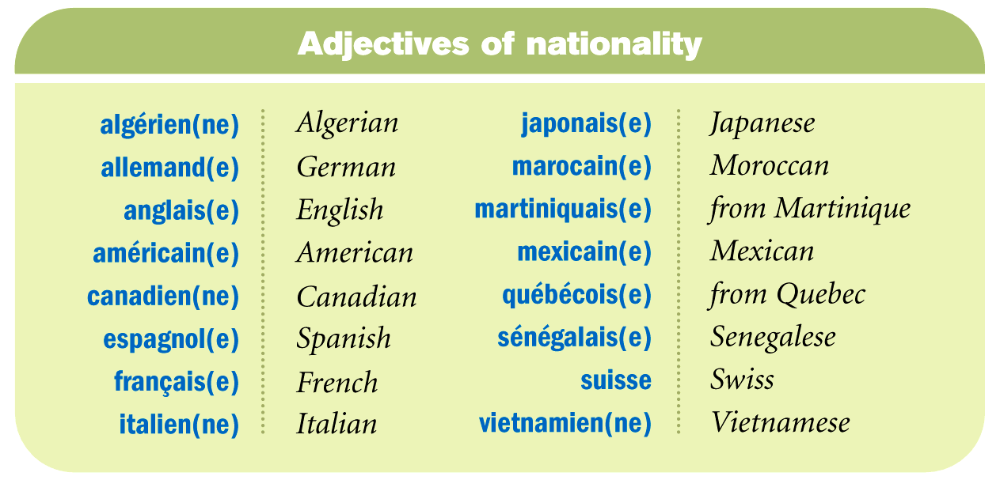 Adjectives of nationality
algérien(ne) Algerian
allemand(e) German
anglais(e) English
américain(e) American
canadien(ne) Canadian
espagnol(e) Spanish
français(e) French
italien(ne) Italian
japonais(e) Japanese
marocain(e) Moroccan
martiniquais(e) from Martinique
mexicain(e) Mexican
québécois(e) from Quebec
sénégalais(e) Senegalese
suisse Swiss
vietnamien(ne) Vietnamese